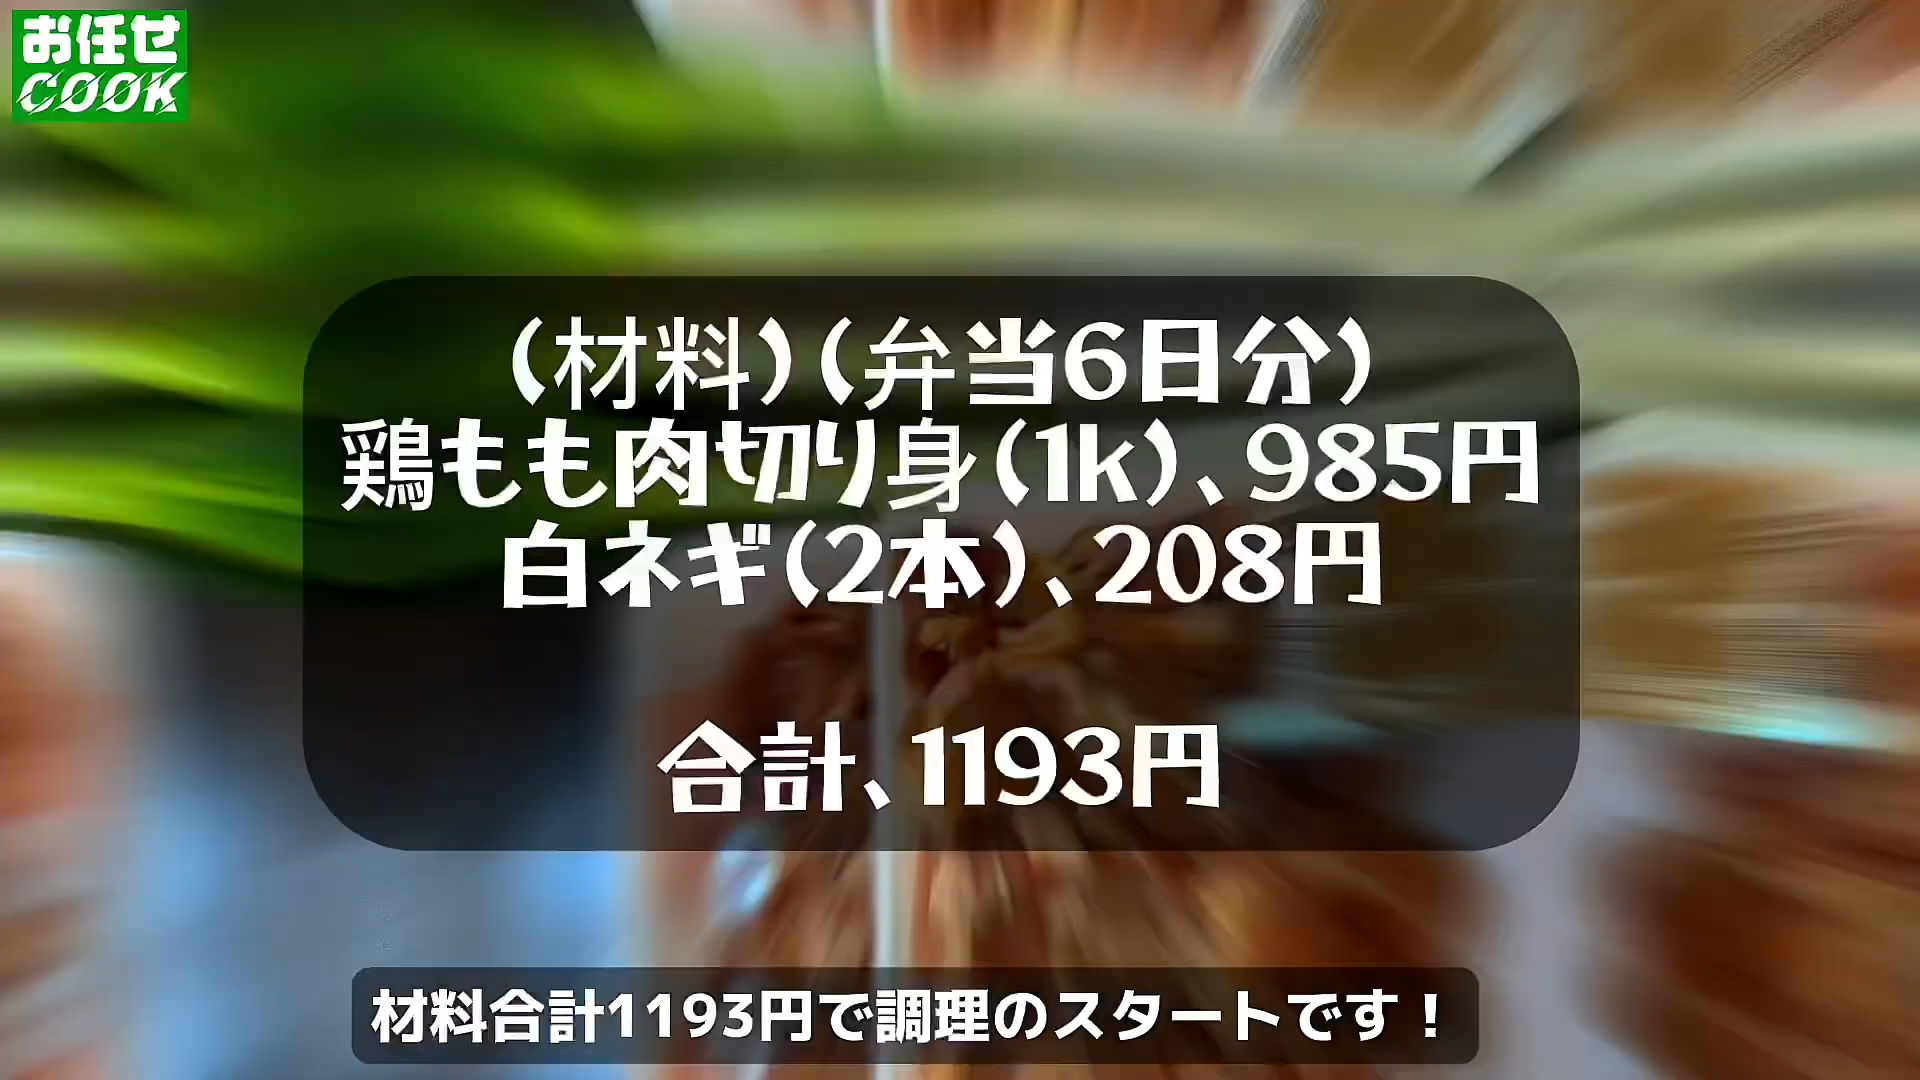 お任せ
COOK
(材料)(弁当6日分)
鶏もも肉切り身(1k)、985円
白ネギ(2本)、208円
合計、1193円
材料合計1193円で調理のスタートです！